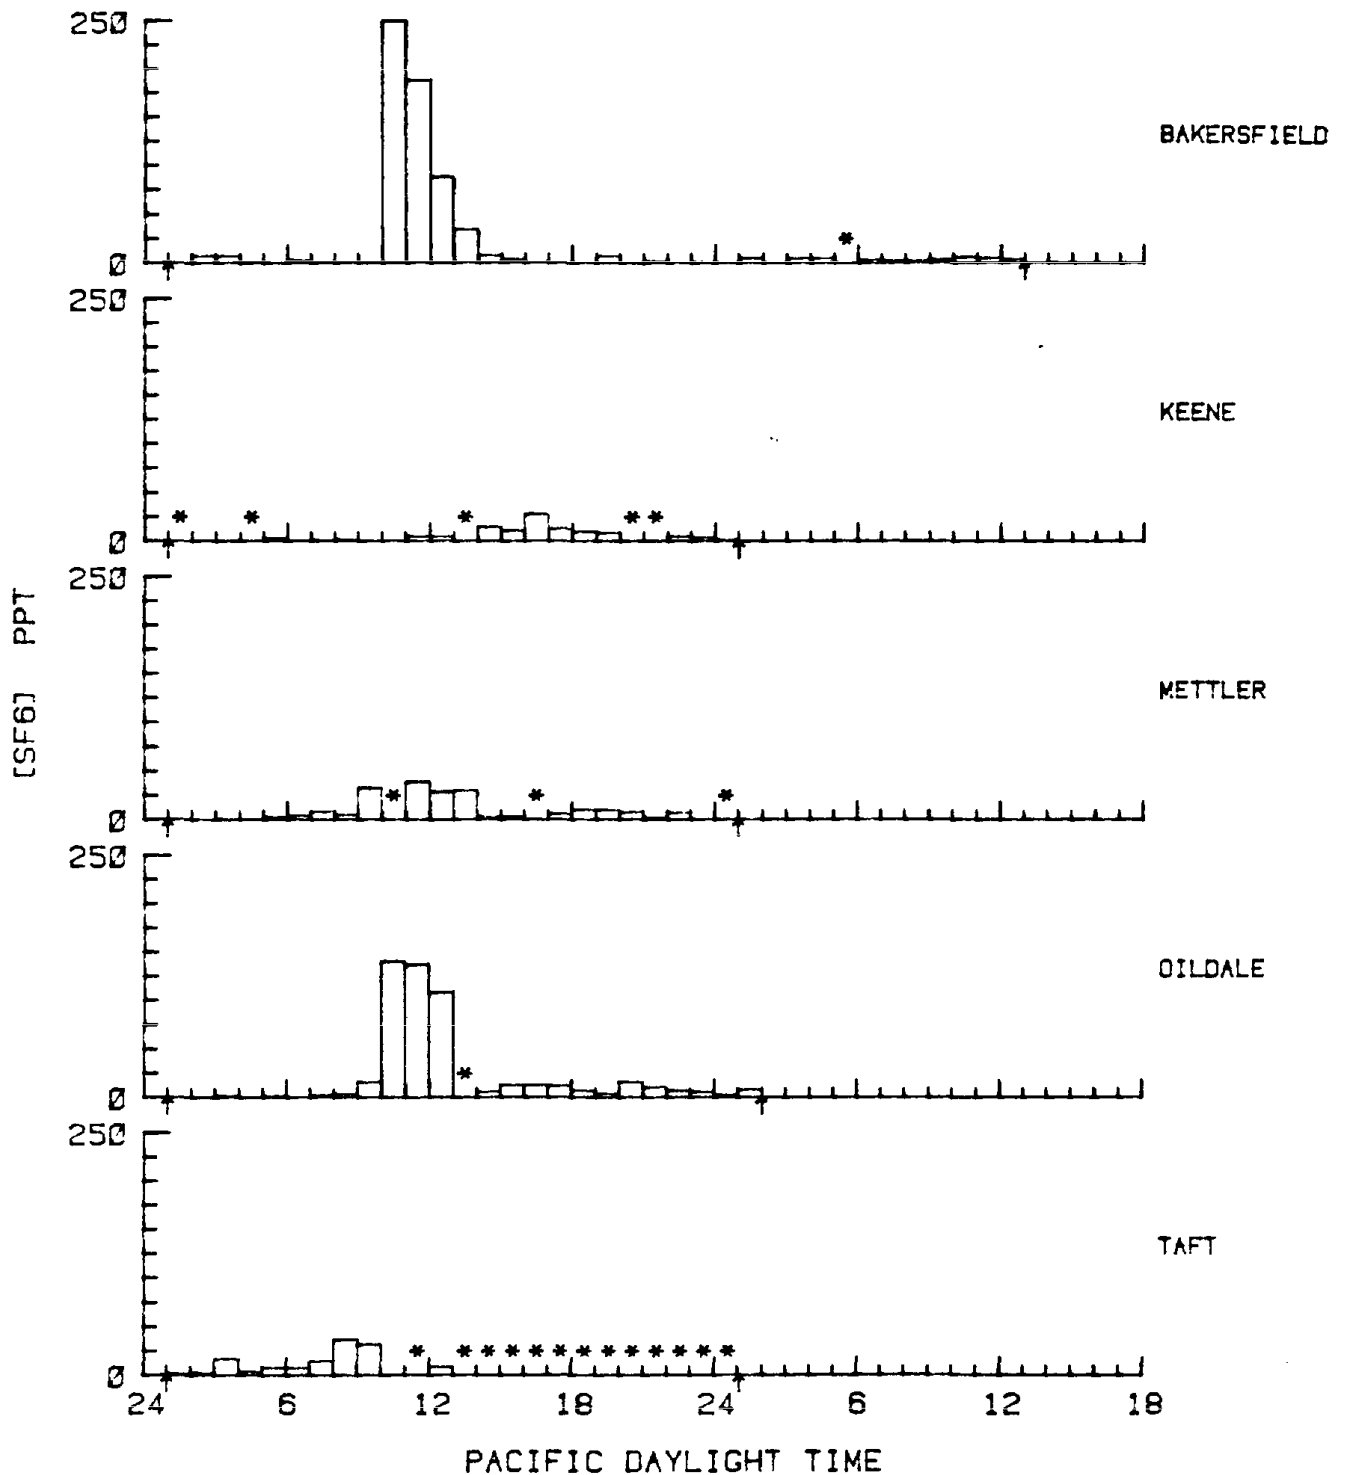 250
BAKERSFIELD
*
0
250
KEENE
* * * * *
0
250
METTLER
* * *
0
250
OILDALE
*
0
250
TAFT
* * * * * * * * * * * * *
0
24 6 12 18 24 6 12 18
PACIFIC DAYLIGHT TIME
[SF6] PPT